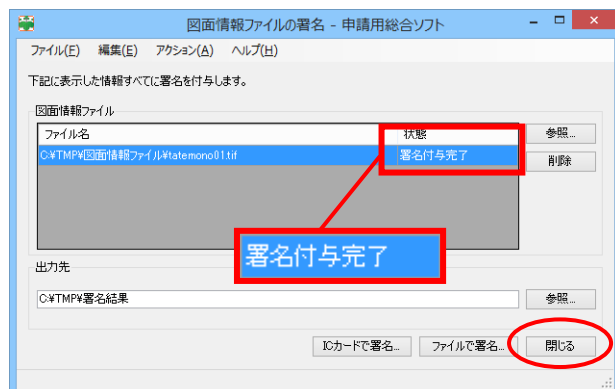 図面情報ファイルの署名 - 申請用総合ソフト
ファイル(F) 編集(E) アクション(A) ヘルプ(H)
下記に表示した情報すべてに署名を付与します。
図面情報ファイル
ファイル名 状態 参照...
C:¥TMP¥図面情報ファイル¥tatemono01.tif 署名付与完了 削除
署名付与完了
出力先
C:¥TMP¥署名結果 参照...
ICカードで署名... ファイルで署名... 閉じる